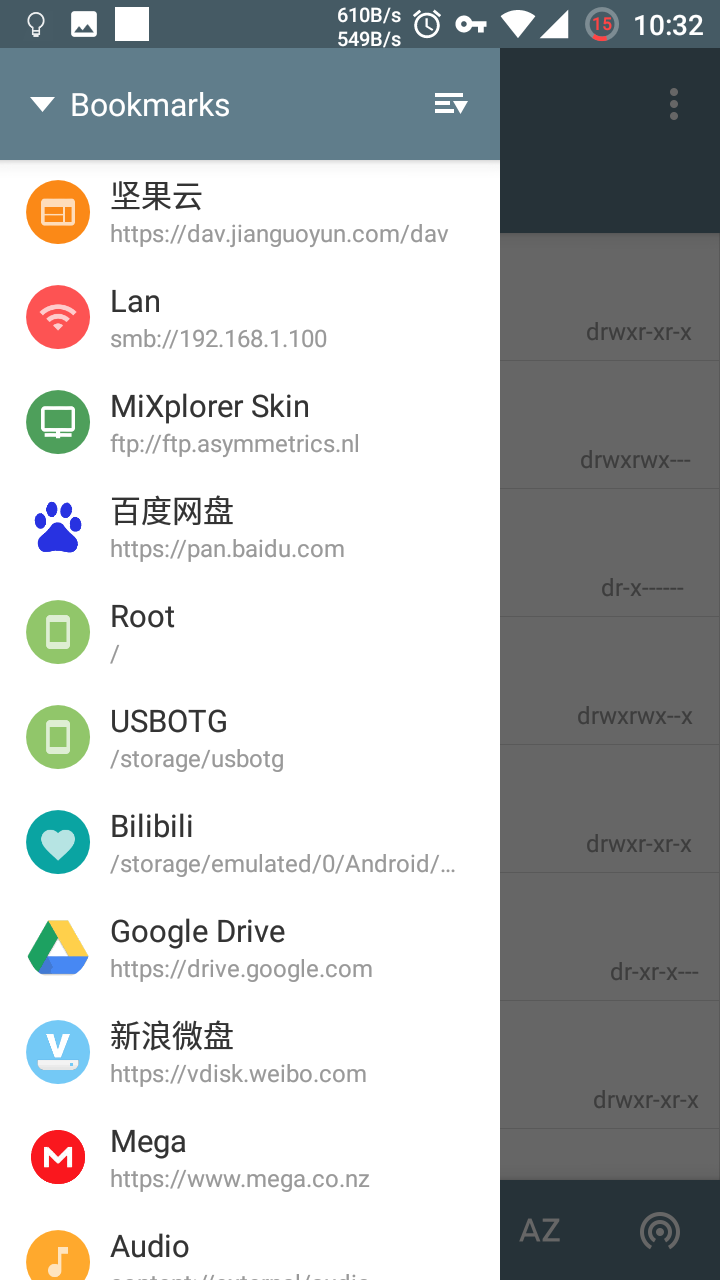 610B/s
549B/s
15
10:32
Bookmarks
坚果云
https://dav.jianguoyun.com/dav
Lan
smb://192.168.1.100
drwxr-xr-x
MiXplorer Skin
ftp://ftp.asymmetrics.nl
drwxrwx---
百度网盘
https://pan.baidu.com
dr-x------
Root
/
USBOTG
/storage/usbotg
drwxrwx--x
Bilibili
/storage/emulated/0/Android/…
drwxr-xr-x
Google Drive
https://drive.google.com
dr-xr-x---
新浪微盘
https://vdisk.weibo.com
drwxr-xr-x
Mega
https://www.mega.co.nz
AZ
Audio